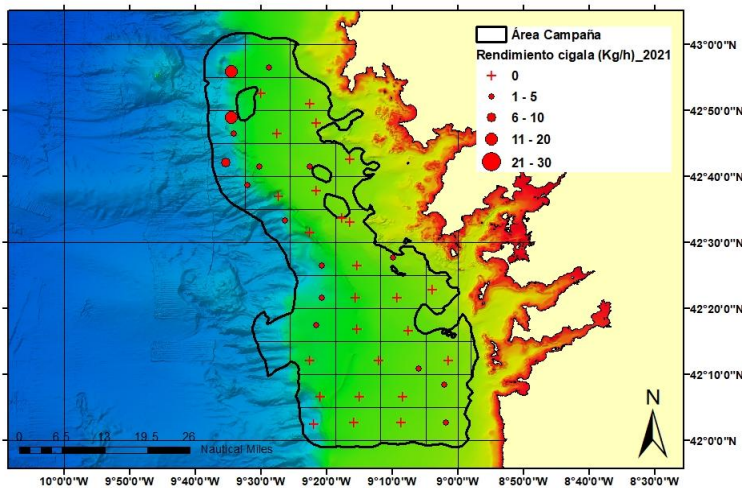 Área Campaña
Rendimiento cigala (Kg/h)_2021
0
1 - 5
6 - 10
11 - 20
21 - 30
43°0'0"N
42°50'0"N
42°40'0"N
42°30'0"N
42°20'0"N
42°10'0"N
42°0'0"N
N
0 6.5 13 19.5 26
Nautical Miles
10°0'0"W 9°50'0"W 9°40'0"W 9°30'0"W 9°20'0"W 9°10'0"W 9°0'0"W 8°50'0"W 8°40'0"W 8°30'0"W